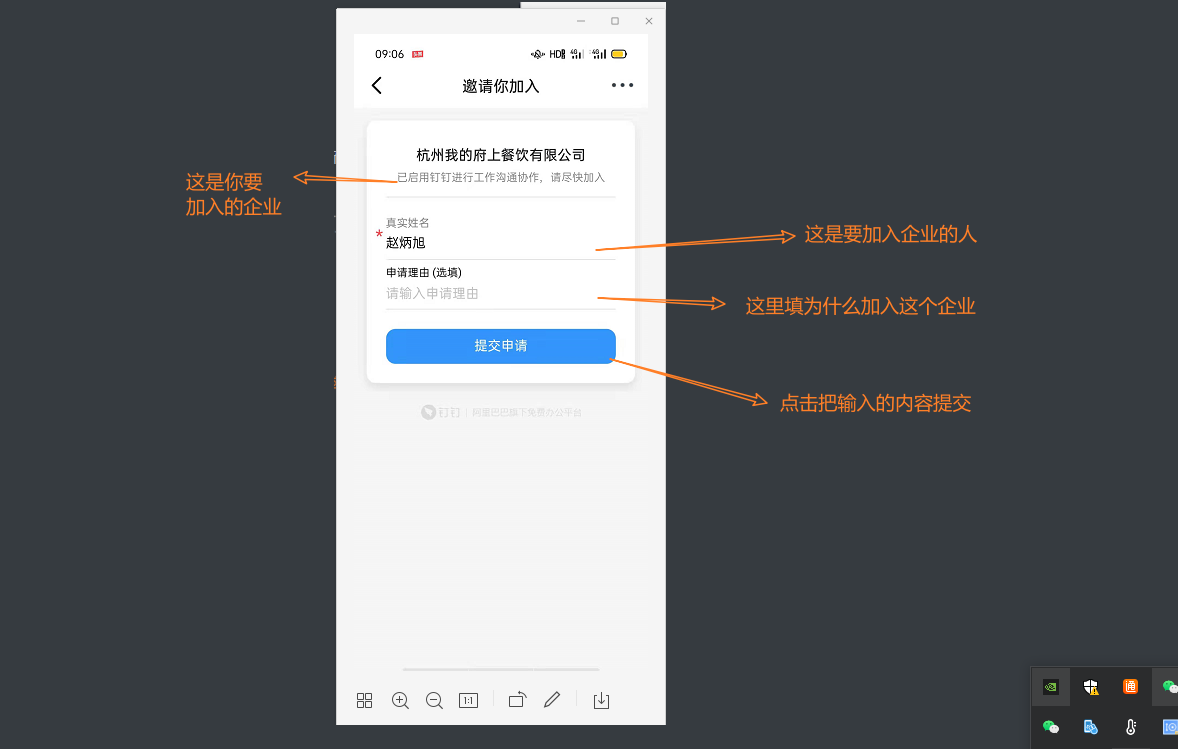 09:06
HD
4G
4G
邀请你加入
杭州我的府上餐饮有限公司
已启用钉钉进行工作沟通协作，请尽快加入
这是你要
加入的企业
真实姓名
* 赵炳旭
这是要加入企业的人
申请理由 (选填)
请输入申请理由
这里填为什么加入这个企业
提交申请
点击把输入的内容提交
钉钉 | 阿里巴巴旗下免费办公平台
1:1